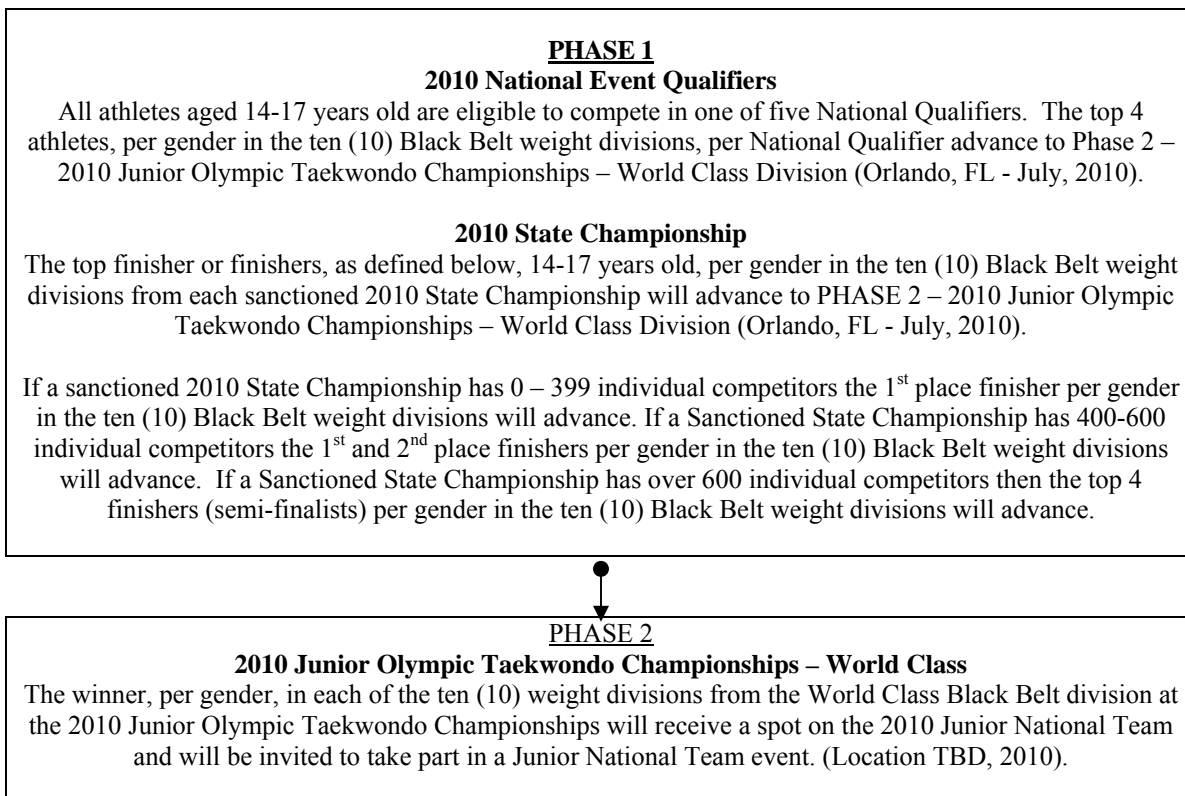 PHASE 1
2010 National Event Qualifiers
All athletes aged 14-17 years old are eligible to compete in one of five National Qualifiers.  The top 4
athletes, per gender in the ten (10) Black Belt weight divisions, per National Qualifier advance to Phase 2 –
2010 Junior Olympic Taekwondo Championships – World Class Division (Orlando, FL - July, 2010).
2010 State Championship
The top finisher or finishers, as defined below, 14-17 years old, per gender in the ten (10) Black Belt weight
divisions from each sanctioned 2010 State Championship will advance to PHASE 2 – 2010 Junior Olympic
Taekwondo Championships – World Class Division (Orlando, FL - July, 2010).
If a sanctioned 2010 State Championship has 0 – 399 individual competitors the 1st place finisher per gender
in the ten (10) Black Belt weight divisions will advance. If a Sanctioned State Championship has 400-600
individual competitors the 1st and 2nd place finishers per gender in the ten (10) Black Belt weight divisions
will advance.  If a Sanctioned State Championship has over 600 individual competitors then the top 4
finishers (semi-finalists) per gender in the ten (10) Black Belt weight divisions will advance.
PHASE 2
2010 Junior Olympic Taekwondo Championships – World Class
The winner, per gender, in each of the ten (10) weight divisions from the World Class Black Belt division at
the 2010 Junior Olympic Taekwondo Championships will receive a spot on the 2010 Junior National Team
and will be invited to take part in a Junior National Team event. (Location TBD, 2010).